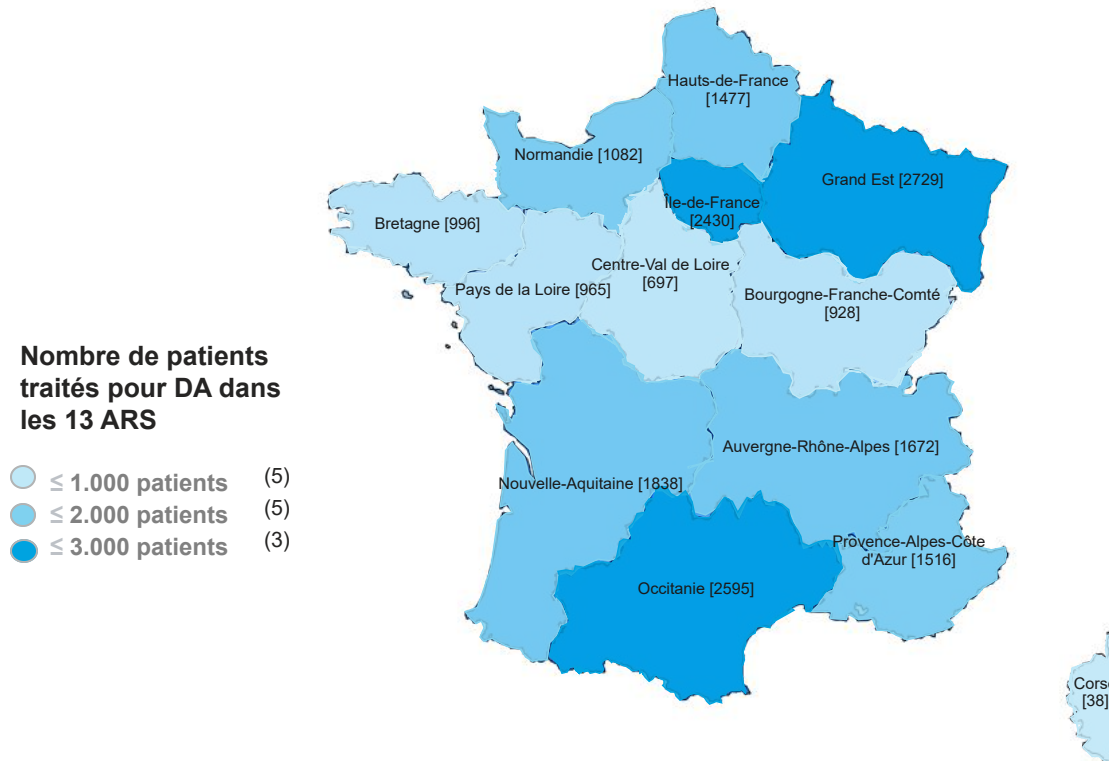 Hauts-de-France
[1477]
Normandie [1082]
Grand Est [2729]
Île-de-France
[2430]
Bretagne [996]
Centre-Val de Loire
[697]
Pays de la Loire [965]
Bourgogne-Franche-Comté
[928]
Nombre de patients
traités pour DA dans
les 13 ARS
≤ 1.000 patients (5)
≤ 2.000 patients (5)
≤ 3.000 patients (3)
Auvergne-Rhône-Alpes [1672]
Nouvelle-Aquitaine [1838]
Provence-Alpes-Côte
d'Azur [1516]
Occitanie [2595]
Corse
[38]